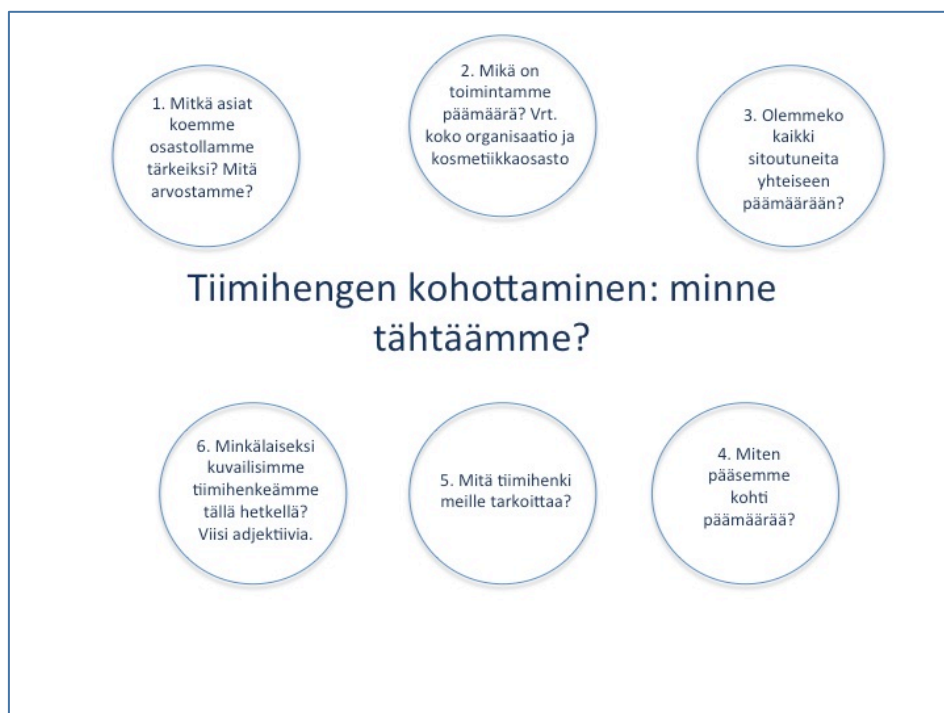 1. Mitkä asiat
koemme
osastollamme
tärkeiksi? Mitä
arvostamme?
2. Mikä on
toimintamme
päämäärä? Vrt.
koko organisaatio ja
kosmetiikkaosasto
3. Olemmeko
kaikki
sitoutuneita
yhteiseen
päämäärään?
Tiimihengen kohottaminen: minne
tähtäämme?
6. Minkälaiseksi
kuvailisimme
tiimihenkeämme
tällä hetkellä?
Viisi adjektiivia.
5. Mitä tiimihenki
meille tarkoittaa?
4. Miten
pääsemme
kohti
päämäärää?